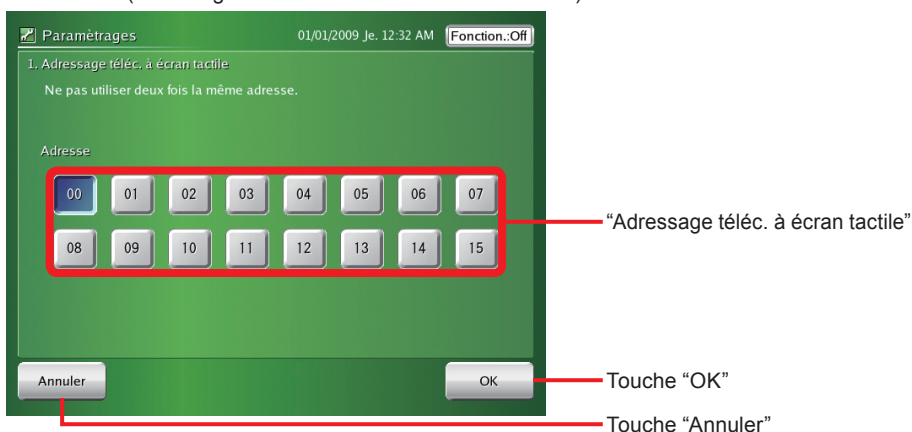 Paramètrages 01/01/2009 Je. 12:32 AM Fonction.:Off
1. Adressage téléc. à écran tactile
Ne pas utiliser deux fois la même adresse.
Adresse
00 01 02 03 04 05 06 07
“Adressage téléc. à écran tactile”
08 09 10 11 12 13 14 15
Annuler OK
Touche “OK”
Touche “Annuler”